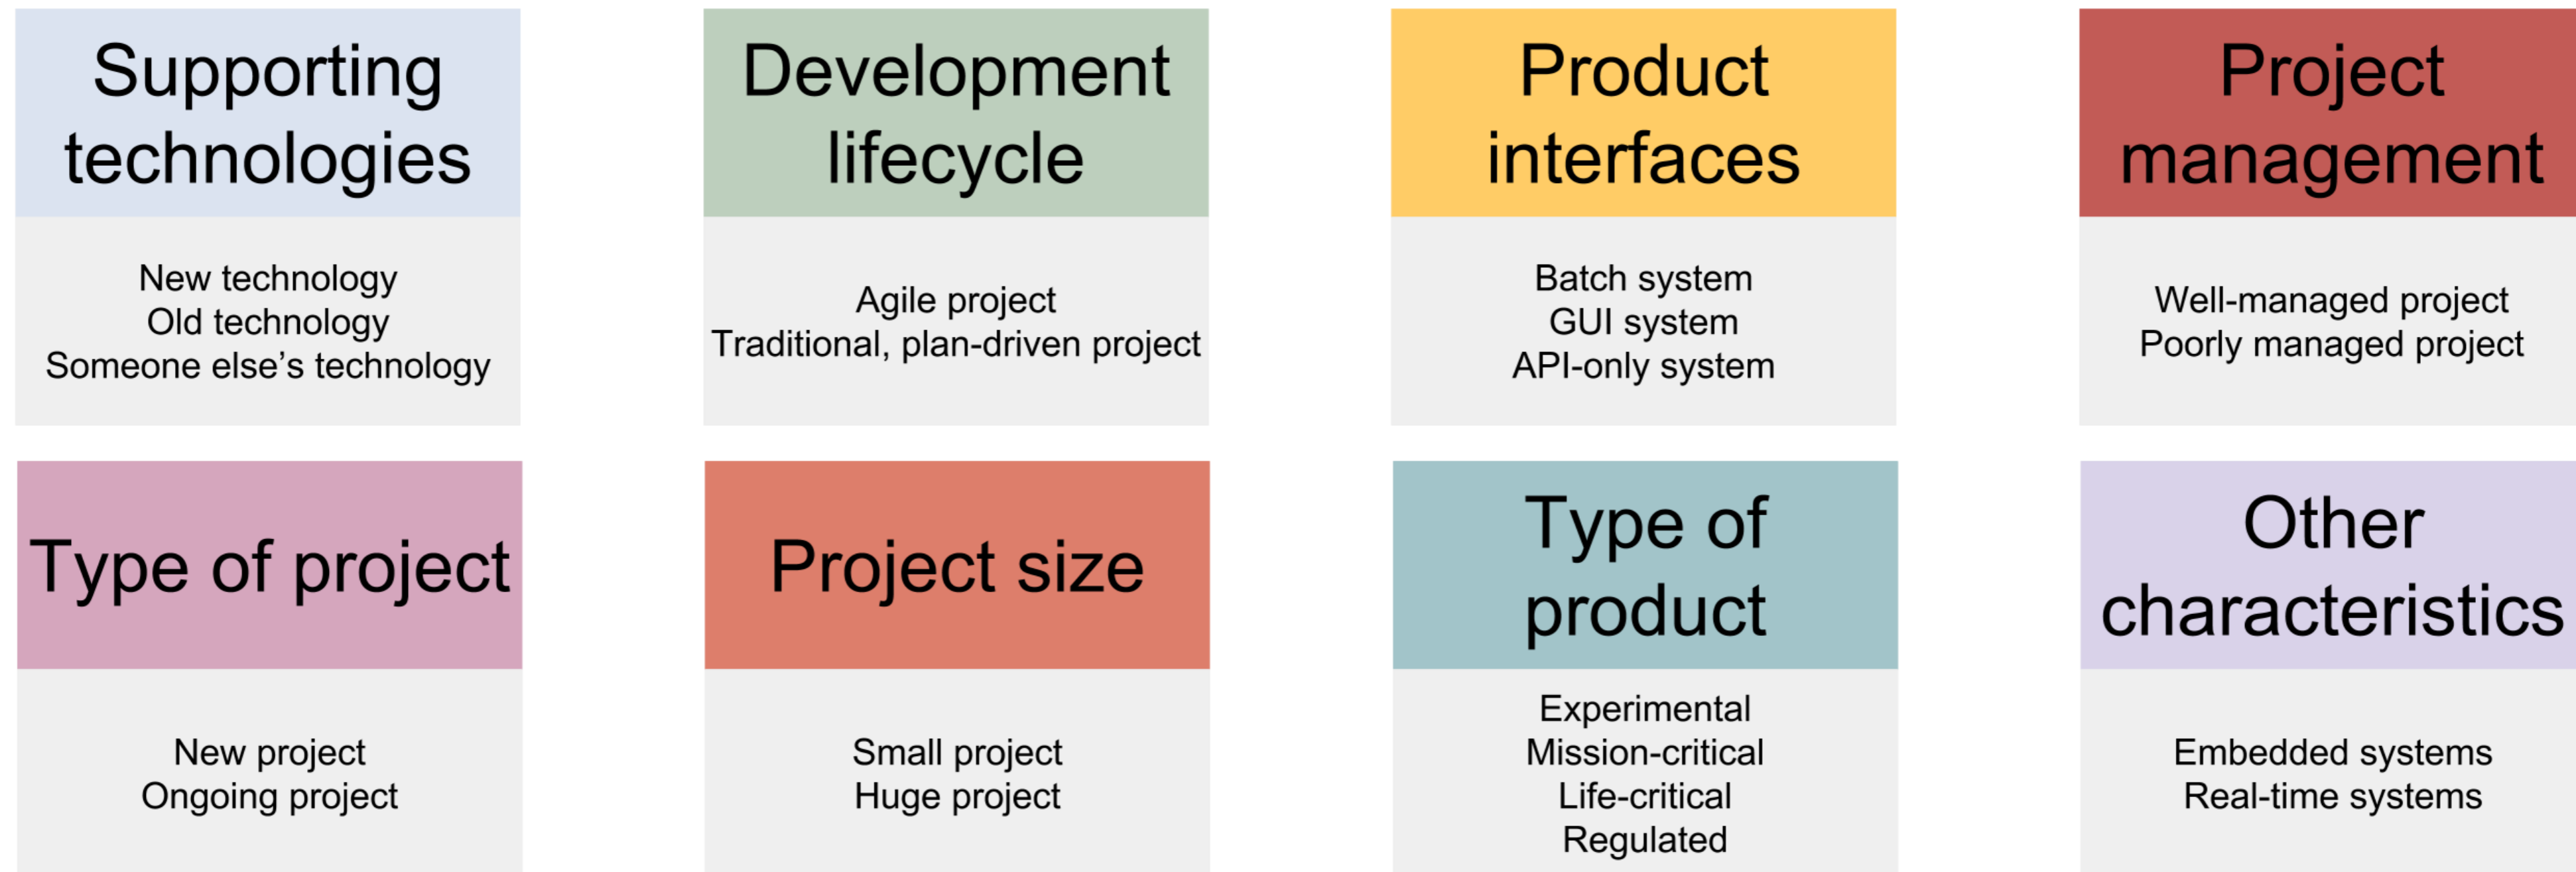 Supporting
technologies
New technology
Old technology
Someone else’s technology
Development
lifecycle
Agile project
Traditional, plan-driven project
Product
interfaces
Batch system
GUI system
API-only system
Project
management
Well-managed project
Poorly managed project
Type of project
New project
Ongoing project
Project size
Small project
Huge project
Type of
product
Experimental
Mission-critical
Life-critical
Regulated
Other
characteristics
Embedded systems
Real-time systems